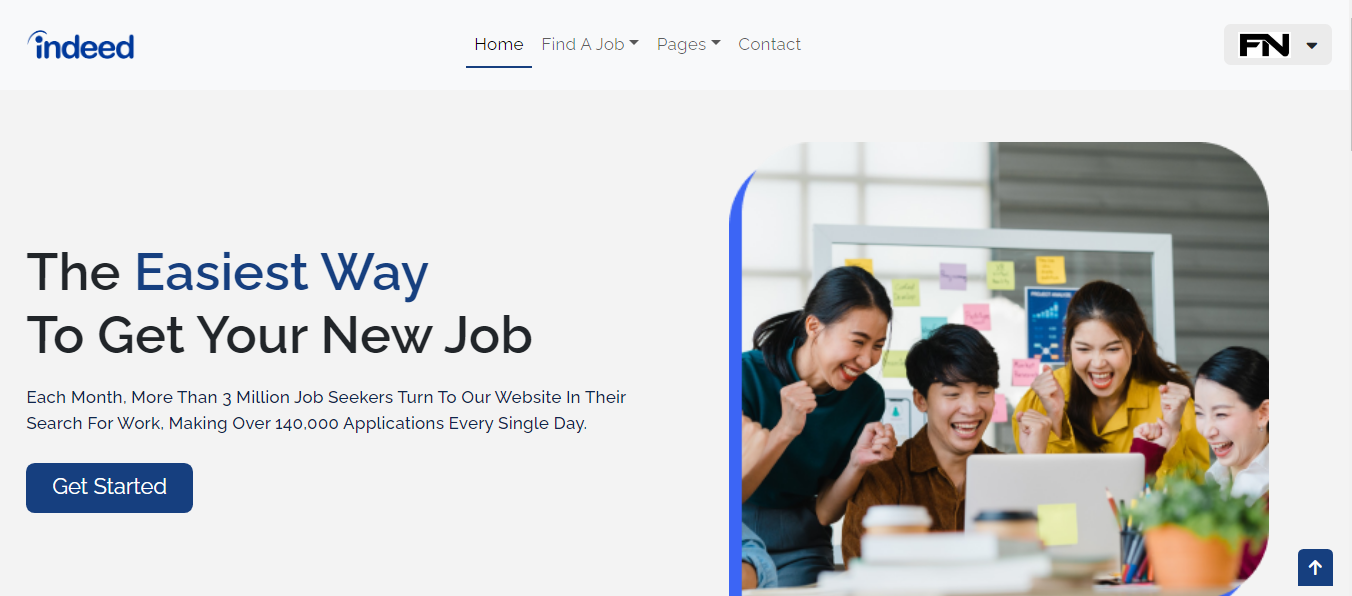 indeed
Home Find A Job Pages Contact
FN
The Easiest Way
To Get Your New Job
Each Month, More Than 3 Million Job Seekers Turn To Our Website In Their
Search For Work, Making Over 140,000 Applications Every Single Day.
Get Started
PROJECT ANALYSIS